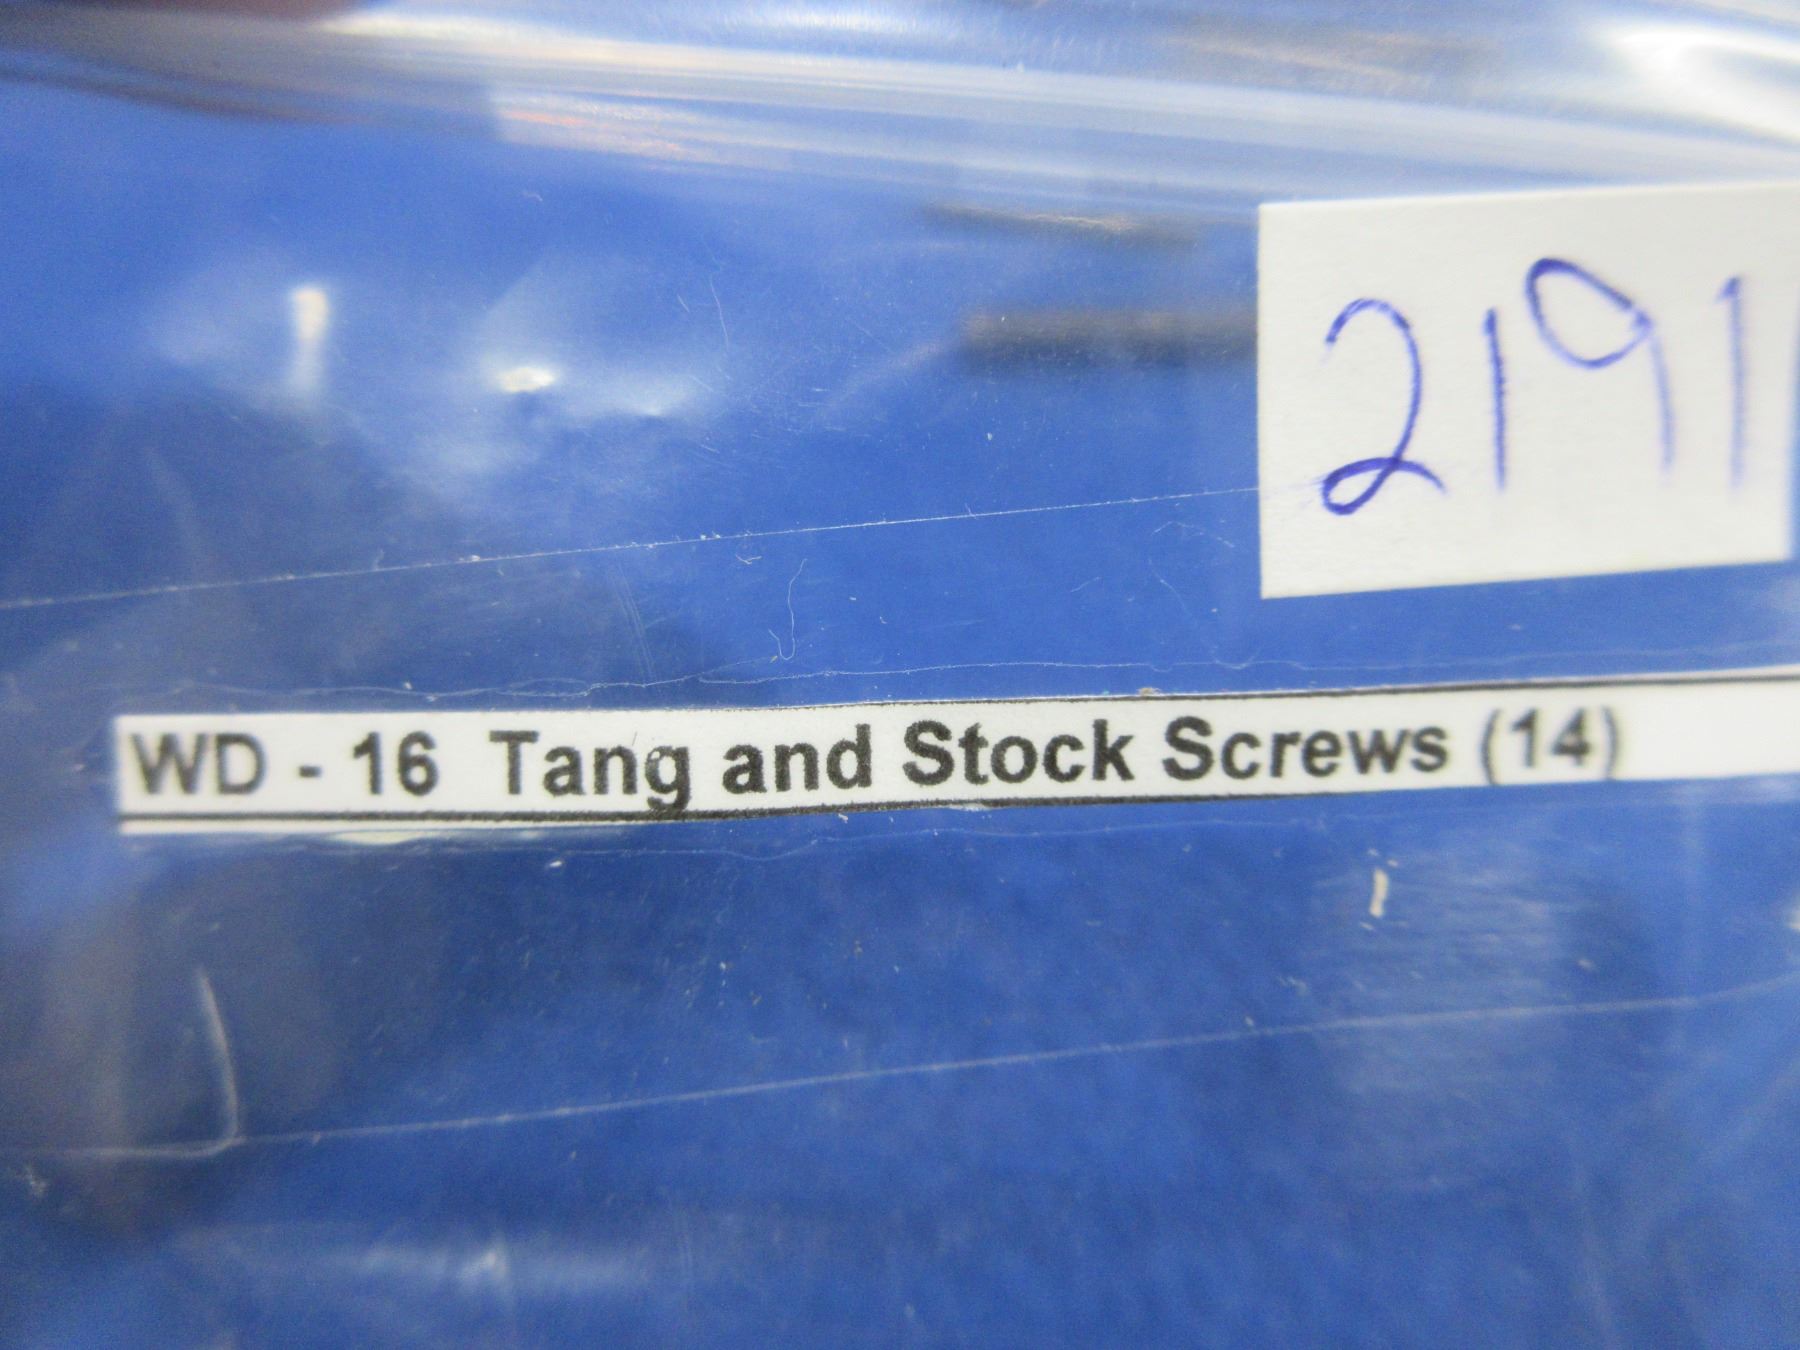 2191
WD - 16 Tang and Stock Screws (14)